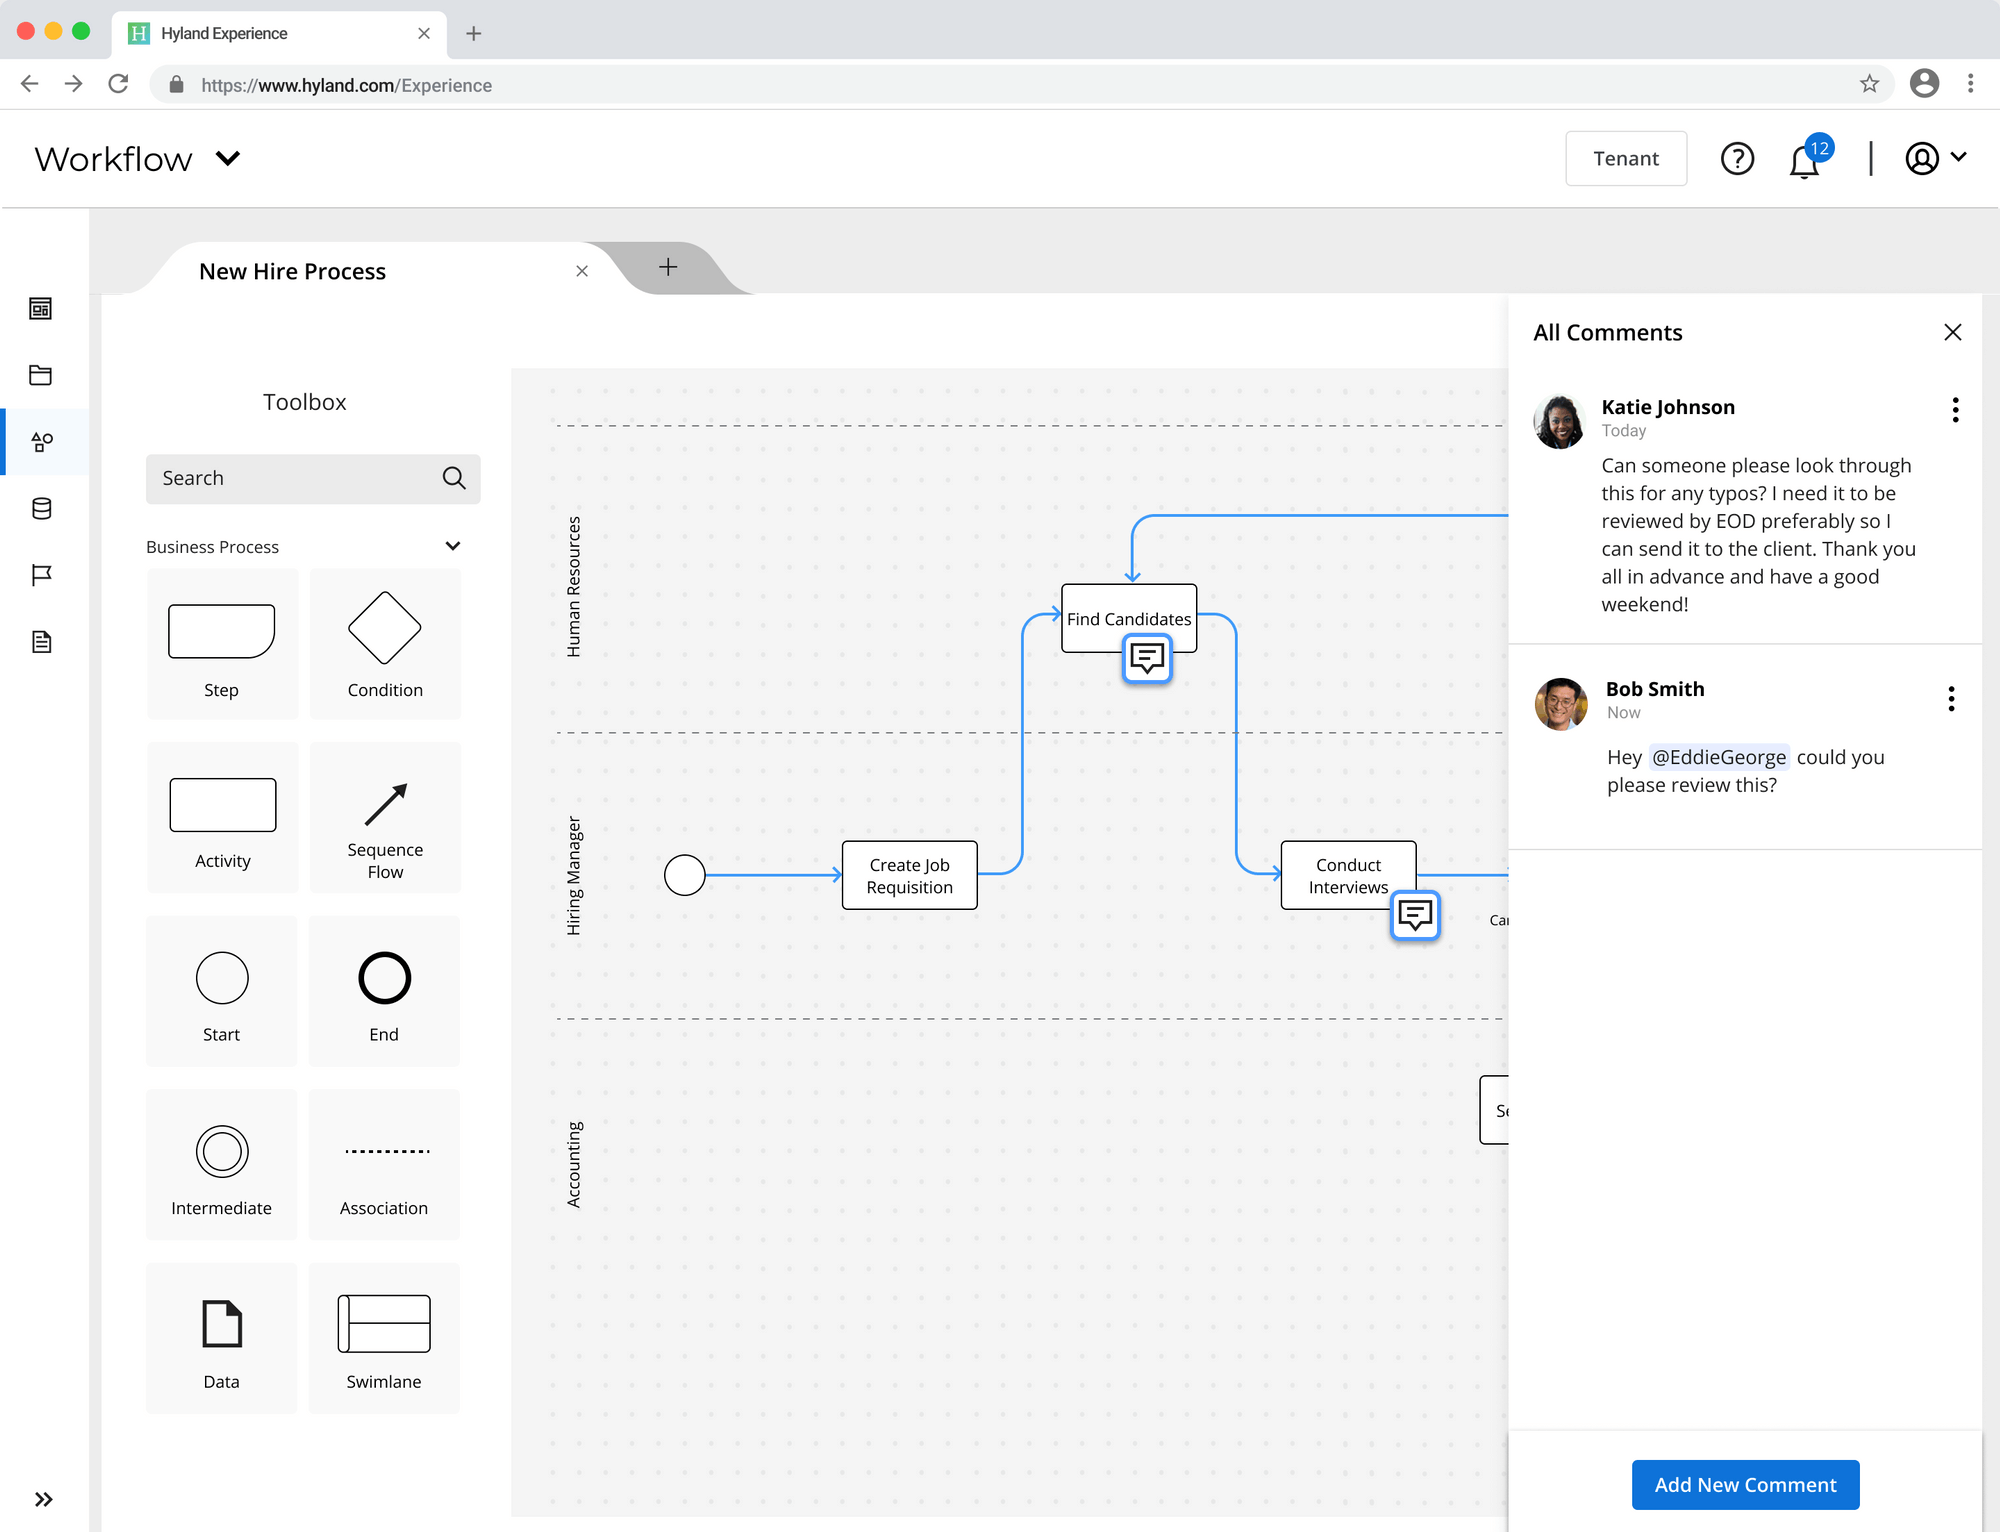 Hyland Experience
https://www.hyland.com/Experience
Workflow
Tenant
12
New Hire Process
Toolbox
Search
Business Process
Step
Condition
Activity
Sequence
Flow
Start
End
Intermediate
Association
Data
Swimlane
Human Resources
Find Candidates
Hiring Manager
Create Job
Requisition
Conduct
Interviews
Accounting
All Comments
Katie Johnson
Today
Can someone please look through
this for any typos? I need it to be
reviewed by EOD preferably so I
can send it to the client. Thank you
all in advance and have a good
weekend!
Bob Smith
Now
Hey @EddieGeorge could you
please review this?
Add New Comment